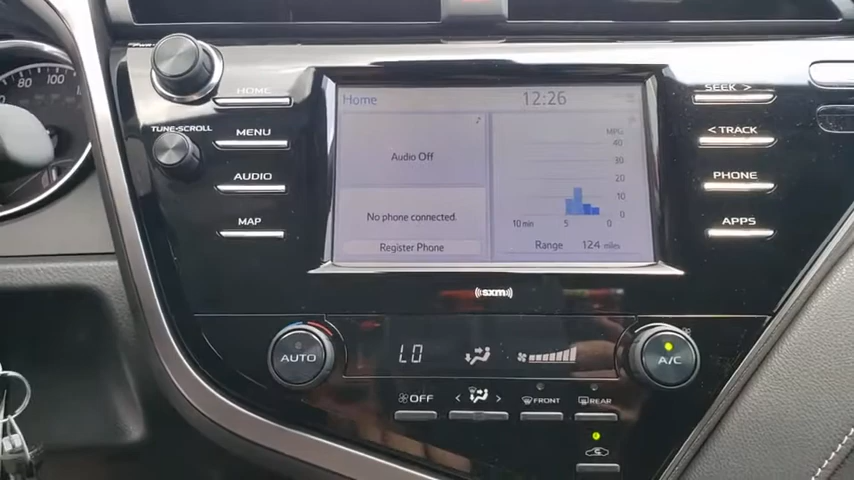 PWR
HOME
TUNE•SCROLL
MENU
AUDIO
MAP
80
100
Home
12:26
Audio Off
No phone connected.
Register Phone
MPG
40
30
20
10
0
10 min
5
0
Range 124 miles
SEEK >
< TRACK
PHONE
APPS
((sxm))
AUTO
LO
A/C
OFF
< >
FRONT
REAR